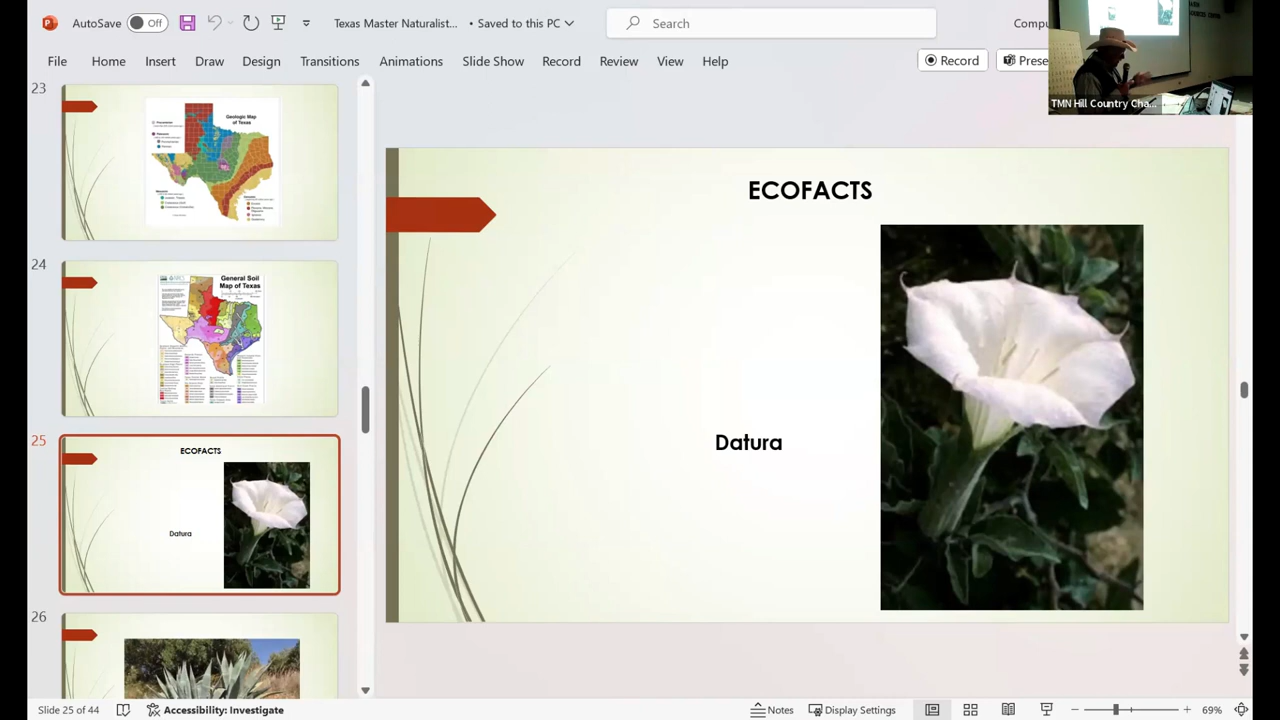 AutoSave Off
Texas Master Naturalist... • Saved to this PC
Search
Compu
File Home Insert Draw Design Transitions Animations Slide Show Record Review View Help
Record
Prese
TMN Hill Country Cha...
23
Geologic Map
of Texas
24
General Soil
Map of Texas
25
ECOFACTS
Datura
26
ECOFACTS
Datura
Slide 25 of 44
Accessibility: Investigate
Notes
Display Settings
69%